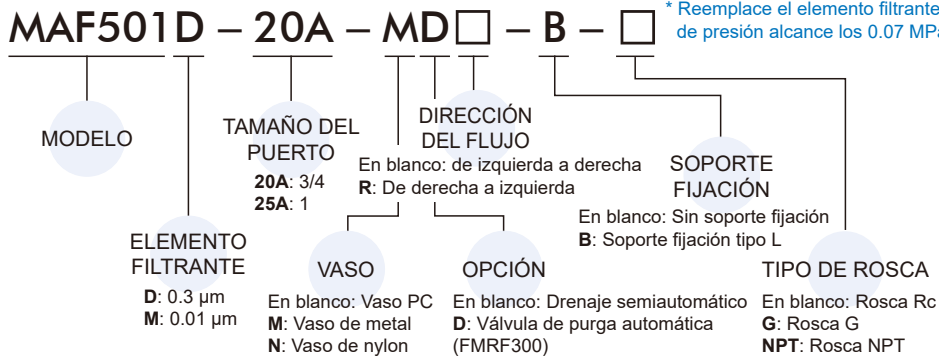 * Reemplace el elemento filtrante
de presión alcance los 0.07 MPa
MAF501D – 20A – MD□ – B – □
MODELO
TAMAÑO DEL
PUERTO
20A: 3/4
25A: 1
DIRECCIÓN
DEL FLUJO
En blanco: de izquierda a derecha
R: De derecha a izquierda
SOPORTE
FIJACIÓN
En blanco: Sin soporte fijación
B: Soporte fijación tipo L
ELEMENTO
FILTRANTE
D: 0.3 µm
M: 0.01 µm
VASO
En blanco: Vaso PC
M: Vaso de metal
N: Vaso de nylon
OPCIÓN
En blanco: Drenaje semiautomático
D: Válvula de purga automática
(FMRF300)
TIPO DE ROSCA
En blanco: Rosca Rc
G: Rosca G
NPT: Rosca NPT